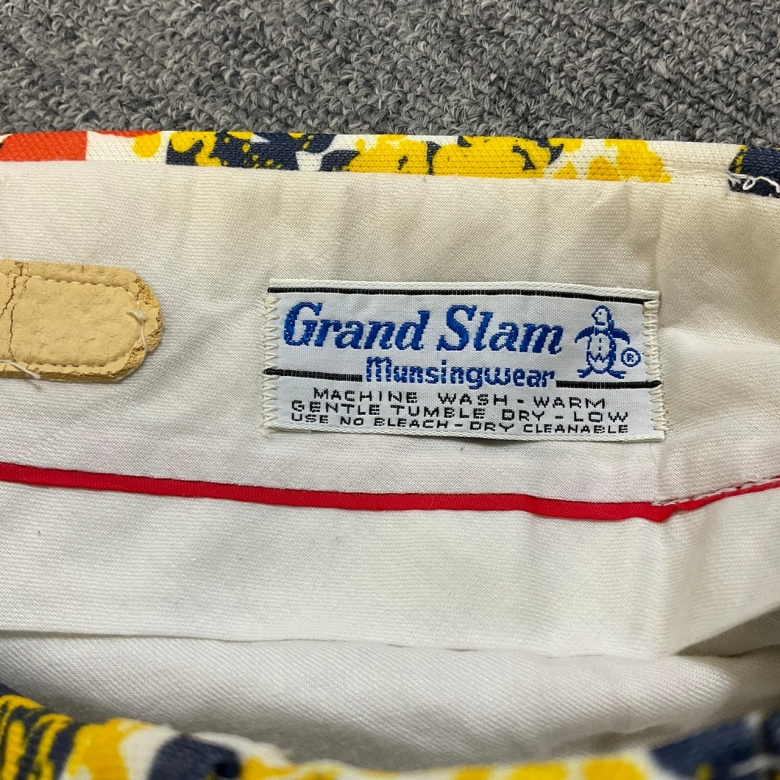 Grand Slam
®
Munsingwear
MACHINE WASH - WARM
GENTLE TUMBLE DRY - LOW
USE NO BLEACH - DRY CLEANABLE